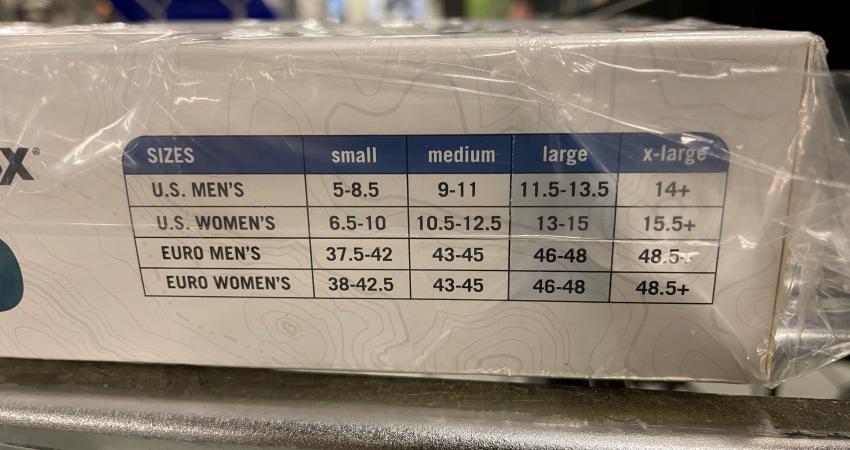 SIZES small medium large x-large
U.S. MEN'S 5-8.5 9-11 11.5-13.5 14+
U.S. WOMEN'S 6.5-10 10.5-12.5 13-15 15.5+
EURO MEN'S 37.5-42 43-45 46-48 48.5+
EURO WOMEN'S 38-42.5 43-45 46-48 48.5+